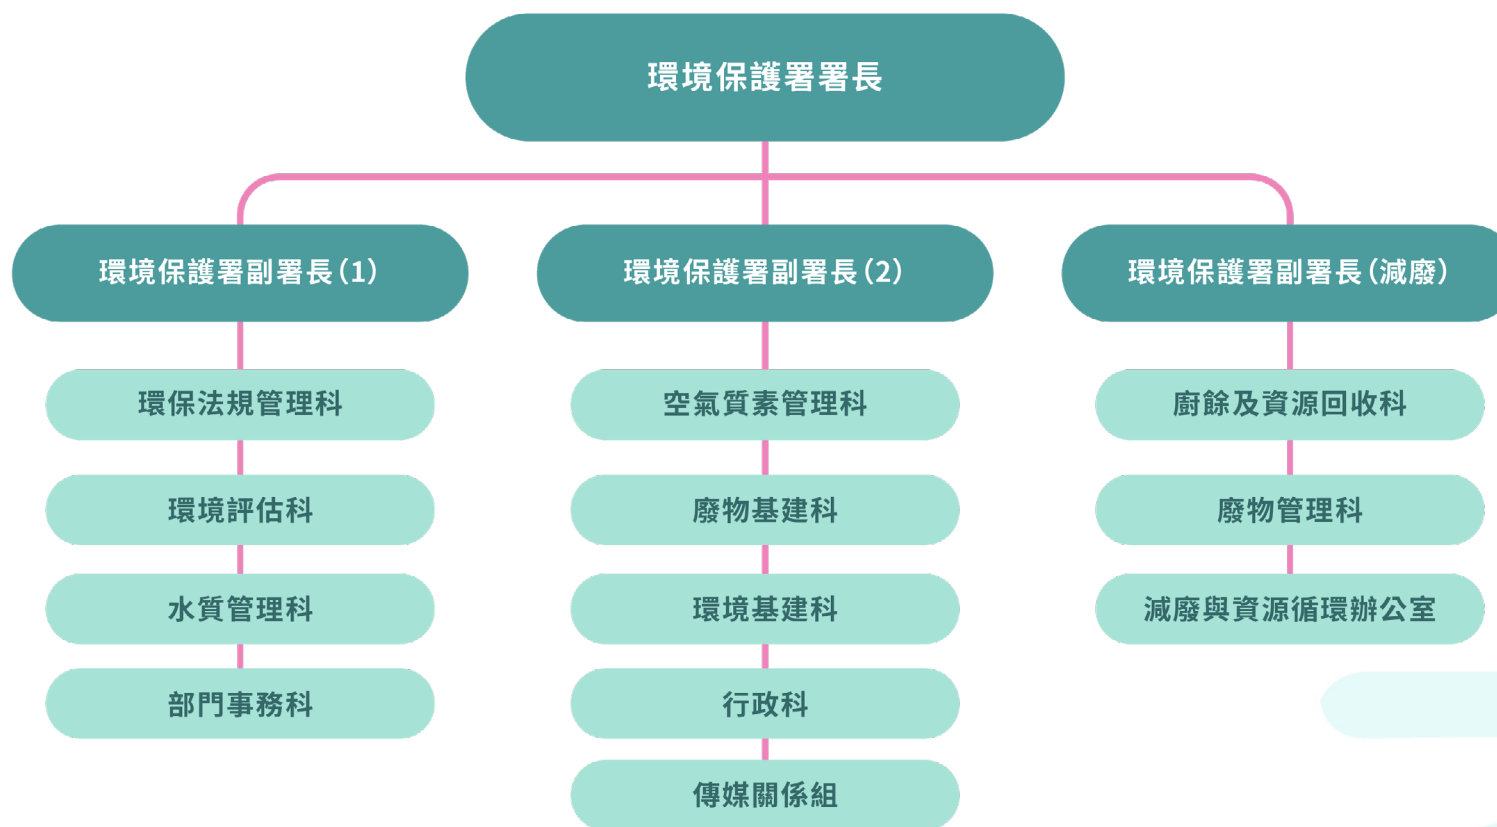 環境保護署署長
環境保護署副署長(1)
環保法規管理科
環境評估科
水質管理科
部門事務科
環境保護署副署長(2)
空氣質素管理科
廢物基建科
環境基建科
行政科
傳媒關係組
環境保護署副署長(減廢)
廚餘及資源回收科
廢物管理科
減廢與資源循環辦公室